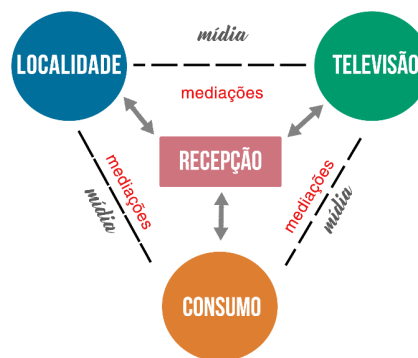 mídia
LOCALIDADE
TELEVISÃO
mediações
RECEPÇÃO
mediações
mídia
mediações
mídia
CONSUMO